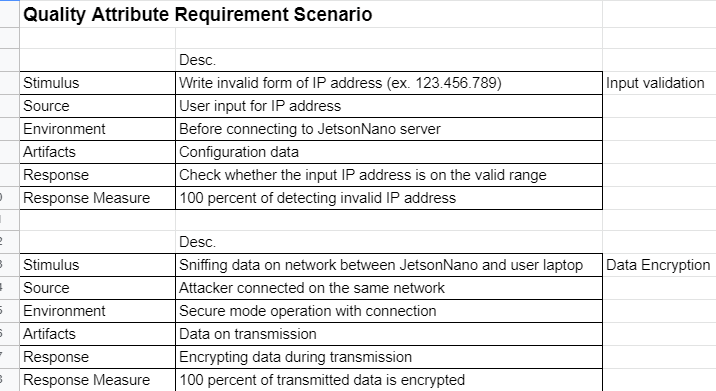 Quality Attribute Requirement Scenario
Desc.
Stimulus Write invalid form of IP address (ex. 123.456.789) Input validation
Source User input for IP address
Environment Before connecting to JetsonNano server
Artifacts Configuration data
Response Check whether the input IP address is on the valid range
Response Measure 100 percent of detecting invalid IP address
Desc.
Stimulus Sniffing data on network between JetsonNano and user laptop Data Encryption
Source Attacker connected on the same network
Environment Secure mode operation with connection
Artifacts Data on transmission
Response Encrypting data during transmission
Response Measure 100 percent of transmitted data is encrypted